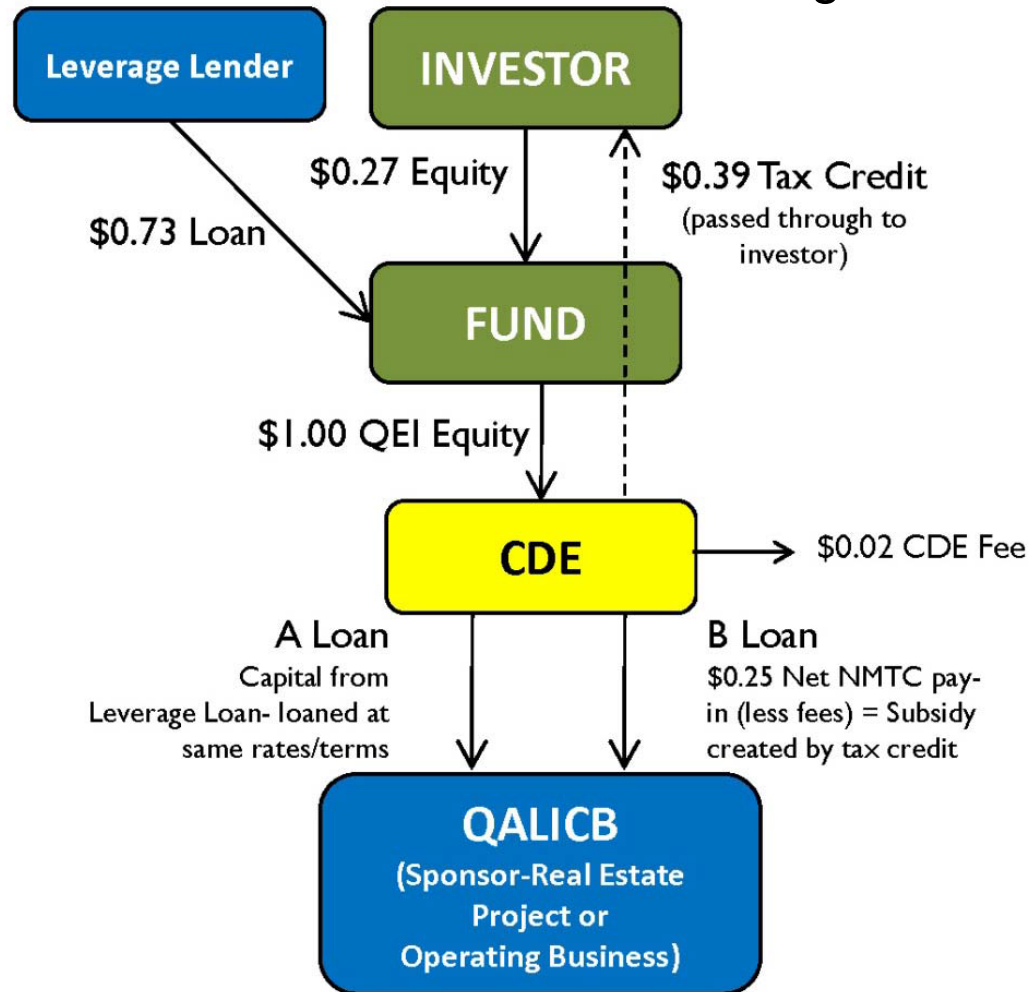 Leverage Lender
INVESTOR
$0.27 Equity
$0.39 Tax Credit
(passed through to
investor)
$0.73 Loan
FUND
$1.00 QEI Equity
CDE
$0.02 CDE Fee
A Loan
Capital from
Leverage Loan- loaned at
same rates/terms
B Loan
$0.25 Net NMTC pay-
in (less fees) = Subsidy
created by tax credit
QALICB
(Sponsor-Real Estate
Project or
Operating Business)